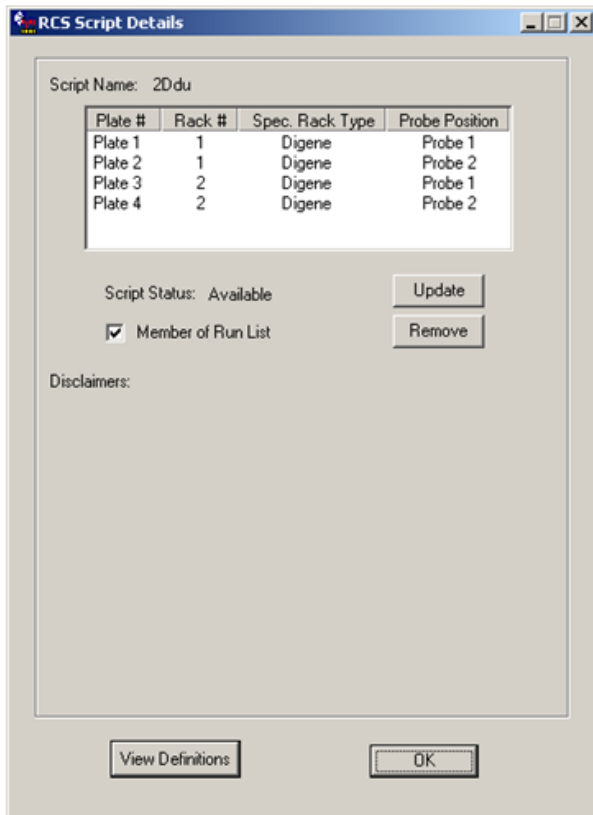 RCS Script Details
Script Name: 2Ddu
Plate # Rack # Spec. Rack Type Probe Position
Plate 1 1 Digene Probe 1
Plate 2 1 Digene Probe 2
Plate 3 2 Digene Probe 1
Plate 4 2 Digene Probe 2
Script Status: Available Update
Member of Run List Remove
Disclaimers:
View Definitions OK